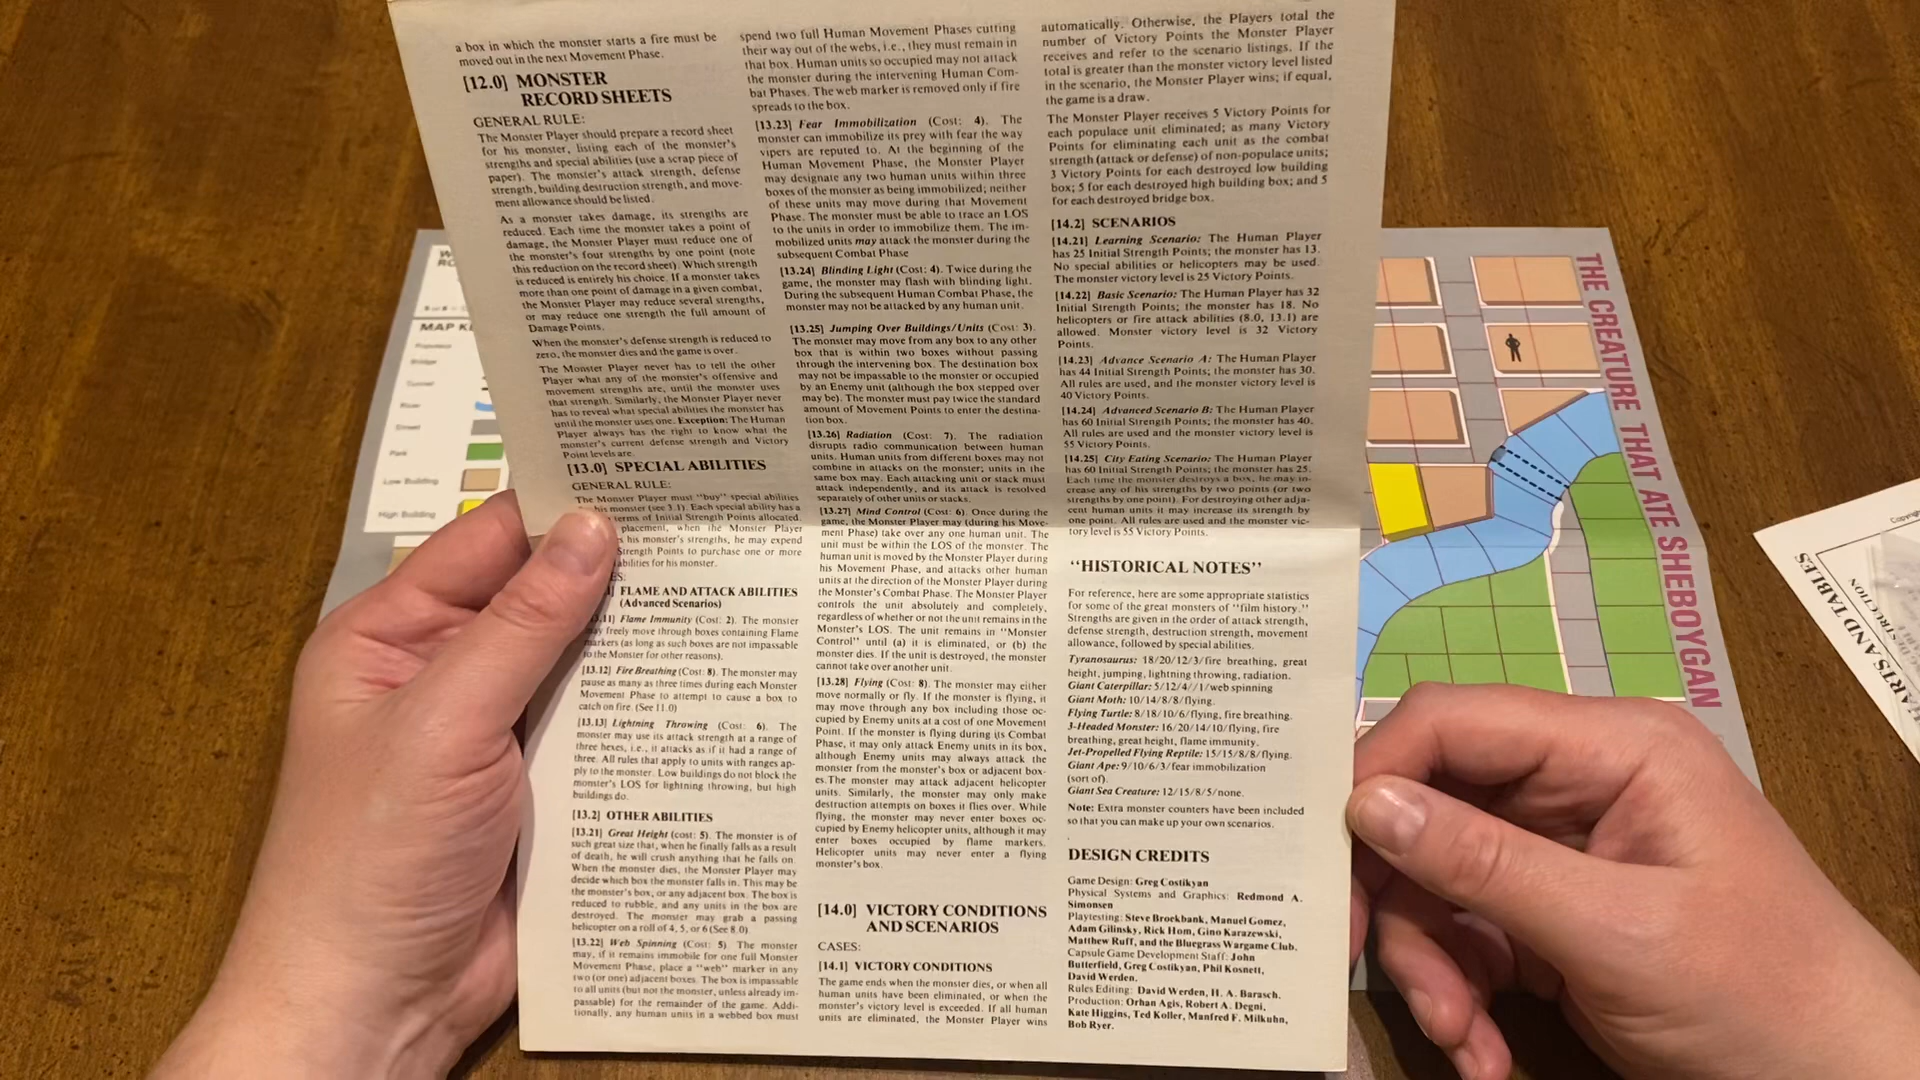 a box in which the monster starts a fire must be
moved out in the next Movement Phase.
[12.0] MONSTER
RECORD SHEETS
GENERAL RULE:
The Monster Player should prepare a record sheet
for his monster, listing each of the monster's
strengths and special abilities (use a scrap piece of
paper). The monster's attack strength, defense
strength, building destruction strength, and move-
ment allowance should be listed.
As a monster takes damage, its strengths are
reduced. Each time the monster takes a point of
damage, the Monster Player must reduce one of
the monster's four strengths by one point (note
this reduction on the record sheet). Which strength
is reduced is entirely his choice. If a monster takes
more than one point of damage in a given combat,
the Monster Player may reduce several strengths,
or may reduce one strength the full amount of
Damage Points.
When the monster's defense strength is reduced to
zero, the monster dies and the game is over.
The Monster Player never has to tell the other
Player what any of the monster's offensive and
movement strengths are, until the monster uses
that strength. Similarly, the Monster Player never
has to reveal what special abilities the monster has
until the monster uses one. Exception: The Human
Player always has the right to know what the
monster's current defense strength and Victory
Point levels are.
[13.0] SPECIAL ABILITIES
GENERAL RULE:
The Monster Player must "buy" special abilities
his monster (see 3.1). Each special ability has a
terms of Initial Strength Points allocated.
placement, when the Monster Player
his monster's strengths, he may expend
Strength Points to purchase one or more
abilities for his monster.
FLAME AND ATTACK ABILITIES
(Advanced Scenarios)
Flame Immunity (Cost: 2). The monster
may freely move through boxes containing Flame
markers (as long as such boxes are not impassable
to the Monster for other reasons).
[13.12] Fire Breathing (Cost: 8). The monster may
pause as many as three times during each Monster
Movement Phase to attempt to cause a box to
catch on fire. (See 11.0)
[13.13] Lightning Throwing (Cost: 6). The
monster may use its attack strength at a range of
three hexes, i.e., it attacks as if it had a range of
three. All rules that apply to units with ranges ap-
ply to the monster. Low buildings do not block the
monster's LOS for lightning throwing, but high
buildings do.
[13.2] OTHER ABILITIES
[13.21] Great Height (cost: 5). The monster is of
such great size that, when he finally falls as a result
of death, he will crush anything that he falls on.
When the monster dies, the Monster Player may
decide which box the monster falls in. This may be
the monster's box, or any adjacent box. The box is
reduced to rubble, and any units in the box are
destroyed. The monster may grab a passing
helicopter on a roll of 4, 5, or 6 (See 8.0)
[13.22] Web Spinning (Cost: 5). The monster
may, if it remains immobile for one full Monster
Movement Phase, place a "web" marker in any
two (or one) adjacent boxes. The box is impassable
to all units (but not the monster, unless already im-
passable) for the remainder of the game. Addi-
tionally, any human units in a webbed box must
spend two full Human Movement Phases cutting
their way out of the webs, i.e., they must remain in
that box. Human units so occupied may not attack
the monster during the intervening Human Com-
bat Phases. The web marker is removed only if fire
spreads to the box.
[13.23] Fear Immobilization (Cost: 4). The
monster can immobilize its prey with fear the way
vipers are reputed to. At the beginning of the
Human Movement Phase, the Monster Player
may designate any two human units within three
boxes of the monster as being immobilized; neither
of these units may move during that Movement
Phase. The monster must be able to trace an LOS
to the units in order to immobilize them. The im-
mobilized units may attack the monster during the
subsequent Combat Phase
[13.24] Blinding Light (Cost: 4). Twice during the
game, the monster may flash with blinding light.
During the subsequent Human Combat Phase, the
monster may not be attacked by any human unit.
[13.25] Jumping Over Buildings/Units (Cost: 3).
The monster may move from any box to any other
box that is within two boxes without passing
through the intervening box. The destination box
may not be impassable to the monster or occupied
by an Enemy unit (although the box stepped over
may be). The monster must pay twice the standard
amount of Movement Points to enter the destina-
tion box.
[13.26] Radiation (Cost: 7). The radiation
disrupts radio communication between human
units. Human units from different boxes may not
combine in attacks on the monster; units in the
same box may. Each attacking unit or stack must
attack independently, and its attack is resolved
separately of other units or stacks.
[13.27] Mind Control (Cost: 6). Once during the
game, the Monster Player may (during his Move-
ment Phase) take over any one human unit. The
unit must be within the LOS of the monster. The
human unit is moved by the Monster Player during
his Movement Phase, and attacks other human
units at the direction of the Monster Player during
the Monster's Combat Phase. The Monster Player
controls the unit absolutely and completely,
regardless of whether or not the unit remains in the
Monster's LOS. The unit remains in "Monster
Control" until (a) it is eliminated, or (b) the
monster dies. If the unit is destroyed, the monster
cannot take over another unit.
[13.28] Flying (Cost: 8). The monster may either
move normally or fly. If the monster is flying, it
may move through any box including those oc-
cupied by Enemy units at a cost of one Movement
Point. If the monster is flying during its Combat
Phase, it may only attack Enemy units in its box,
although Enemy units may always attack the
monster from the monster's box or adjacent box-
es.The monster may attack adjacent helicopter
units. Similarly, the monster may only make
destruction attempts on boxes it flies over. While
flying, the monster may never enter boxes oc-
cupied by Enemy helicopter units, although it may
enter boxes occupied by flame markers.
Helicopter units may never enter a flying
monster's box.
[14.0] VICTORY CONDITIONS
AND SCENARIOS
CASES:
[14.1] VICTORY CONDITIONS
The game ends when the monster dies, or when all
human units have been eliminated, or when the
monster's victory level is exceeded. If all human
units are eliminated, the Monster Player wins
automatically. Otherwise, the Players total the
number of Victory Points the Monster Player
receives and refer to the scenario listings. If the
total is greater than the monster victory level listed
in the scenario, the Monster Player wins; if equal,
the game is a draw.
The Monster Player receives 5 Victory Points for
each populace unit eliminated; as many Victory
Points for eliminating each unit as the combat
strength (attack or defense) of non-populace units;
3 Victory Points for each destroyed low building
box; 5 for each destroyed high building box; and 5
for each destroyed bridge box.
[14.2] SCENARIOS
[14.21] Learning Scenario: The Human Player
has 25 Initial Strength Points; the monster has 13.
No special abilities or helicopters may be used.
The monster victory level is 25 Victory Points.
[14.22] Basic Scenario: The Human Player has 32
Initial Strength Points; the monster has 18. No
helicopters or fire attack abilities (8.0, 13.1) are
allowed. Monster victory level is 32 Victory
Points.
[14.23] Advance Scenario A: The Human Player
has 44 Initial Strength Points; the monster has 30.
All rules are used, and the monster victory level is
40 Victory Points.
[14.24] Advanced Scenario B: The Human Player
has 60 Initial Strength Points; the monster has 40.
All rules are used and the monster victory level is
55 Victory Points.
[14.25] City Eating Scenario: The Human Player
has 60 Initial Strength Points; the monster has 25.
Each time the monster destroys a box, he may in-
crease any of his strengths by two points (or two
strengths by one point). For destroying other adja-
cent human units it may increase its strength by
one point. All rules are used and the monster vic-
tory level is 55 Victory Points.
"HISTORICAL NOTES"
For reference, here are some appropriate statistics
for some of the great monsters of "film history."
Strengths are given in the order of attack strength,
defense strength, destruction strength, movement
allowance, followed by special abilities.
Tyranosaurus: 18/20/12/3/fire breathing, great
height, jumping, lightning throwing, radiation.
Giant Caterpillar: 5/12/4//1/web spinning
Giant Moth: 10/14/8/8/flying.
Flying Turtle: 8/18/10/6/flying, fire breathing.
3-Headed Monster: 16/20/14/10/flying, fire
breathing, great height, flame immunity.
Jet-Propelled Flying Reptile: 15/15/8/8/flying.
Giant Ape: 9/10/6/3/fear immobilization
(sort of).
Giant Sea Creature: 12/15/8/5/none.
Note: Extra monster counters have been included
so that you can make up your own scenarios.
DESIGN CREDITS
Game Design: Greg Costikyan
Physical Systems and Graphics: Redmond A.
Simonsen
Playtesting: Steve Brockbank, Manuel Gomez,
Adam Gilinsky, Rick Hom, Gino Karazewski,
Matthew Ruff, and the Bluegrass Wargame Club.
Capsule Game Development Staff: John
Butterfield, Greg Costikyan, Phil Kosnett,
David Werden.
Rules Editing: David Werden, H. A. Barasch.
Production: Orhan Agis, Robert A. Degni,
Kate Higgins, Ted Koller, Manfred F. Milkuhn,
Bob Ryer.
MAP K
Populace
Bridge
Tunnel
River
Street
Park
Low Building
High Building
THE CREATURE THAT ATE SHEBOYGAN
ARTS AND TABLES